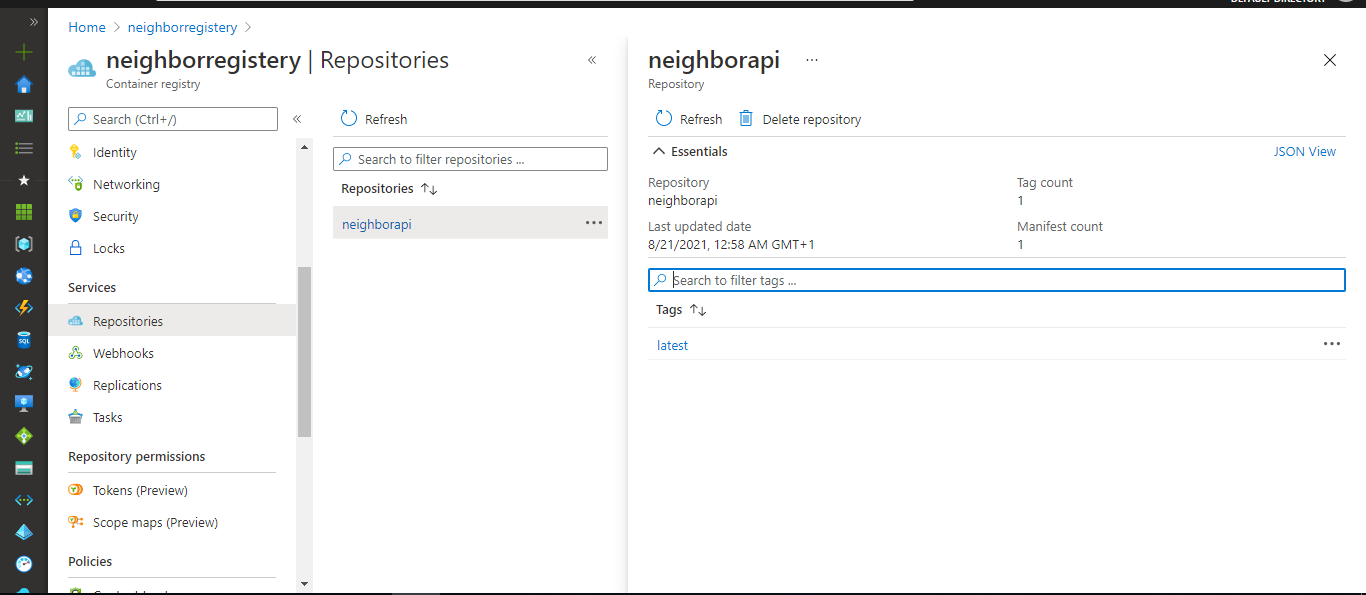 Home > neighborregistery >
neighborregistery | Repositories
Container registry
Search (Ctrl+/)
Identity
Networking
Security
Locks
Services
Repositories
Webhooks
Replications
Tasks
Repository permissions
Tokens (Preview)
Scope maps (Preview)
Policies
Refresh
Search to filter repositories ...
Repositories
neighborapi
neighborapi
Repository
Refresh
Delete repository
Essentials
JSON View
Repository
neighborapi
Tag count
1
Last updated date
8/21/2021, 12:58 AM GMT+1
Manifest count
1
Search to filter tags ...
Tags
latest